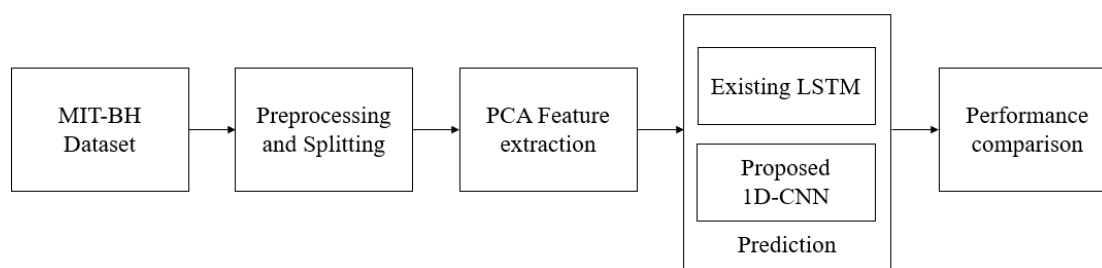 MIT-BH
Dataset
Preprocessing
and Splitting
PCA Feature
extraction
Existing LSTM
Proposed
1D-CNN
Prediction
Performance
comparison